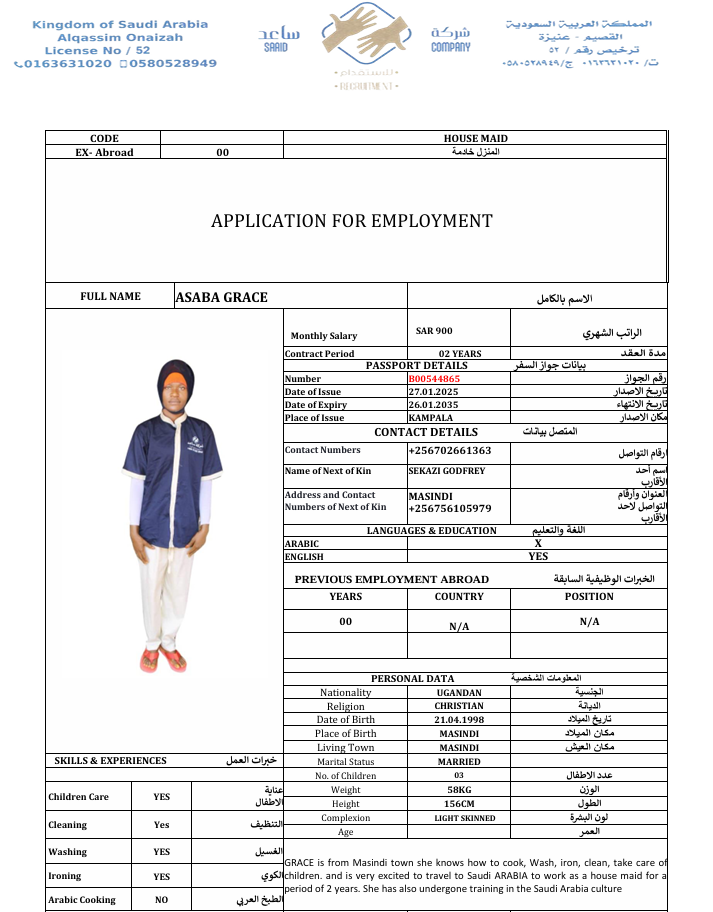 Kingdom of Saudi Arabia
Alqassim Onaizah
License No / 52
0163631020 0580528949
ساعد
SAAID
شركة
COMPANY
للاستقدام
RECRUITMENT
المملكة العربية السعودية
القصيم - عنيزة
ترخيص رقم / ٥٢
ت/ ٠١٦٣٦٣١٠٢٠ ج/ ٠٥٨٠٥٢٨٩٤٩
CODE HOUSE MAID
EX- Abroad 00 المنزل خادمة
APPLICATION FOR EMPLOYMENT
FULL NAME ASABA GRACE الاسم بالكامل
Monthly Salary SAR 900 الراتب الشهري
Contract Period 02 YEARS مدة العقد
PASSPORT DETAILS بيانات جواز السفر
Number B00544865 رقم الجواز
Date of Issue 27.01.2025 تاريخ الاصدار
Date of Expiry 26.01.2035 تاريخ الانتهاء
Place of Issue KAMPALA مكان الاصدار
CONTACT DETAILS المتصل بيانات
Contact Numbers +256702661363 ارقام التواصل
Name of Next of Kin SEKAZI GODFREY اسم أحد الأقارب
Address and Contact Numbers of Next of Kin MASINDI +256756105979 العنوان وأرقام التواصل لاحد الأقارب
LANGUAGES & EDUCATION اللغة والتعليم
ARABIC X
ENGLISH YES
PREVIOUS EMPLOYMENT ABROAD الخبرات الوظيفية السابقة
YEARS COUNTRY POSITION
00 N/A N/A
PERSONAL DATA المعلومات الشخصية
Nationality UGANDAN الجنسية
Religion CHRISTIAN الديانة
Date of Birth 21.04.1998 تاريخ الميلاد
Place of Birth MASINDI مكان الميلاد
Living Town MASINDI مكان العيش
Marital Status MARRIED
No. of Children 03 عدد الاطفال
Weight 58KG الوزن
Height 156CM الطول
Complexion LIGHT SKINNED لون البشرة
Age العمر
SKILLS & EXPERIENCES خبرات العمل
Children Care YES عناية الاطفال
Cleaning Yes التنظيف
Washing YES الغسيل
Ironing YES الكوي
Arabic Cooking NO الطبخ العربي
GRACE is from Masindi town she knows how to cook, Wash, iron, clean, take care of
children. and is very excited to travel to Saudi ARABIA to work as a house maid for a
period of 2 years. She has also undergone training in the Saudi Arabia culture